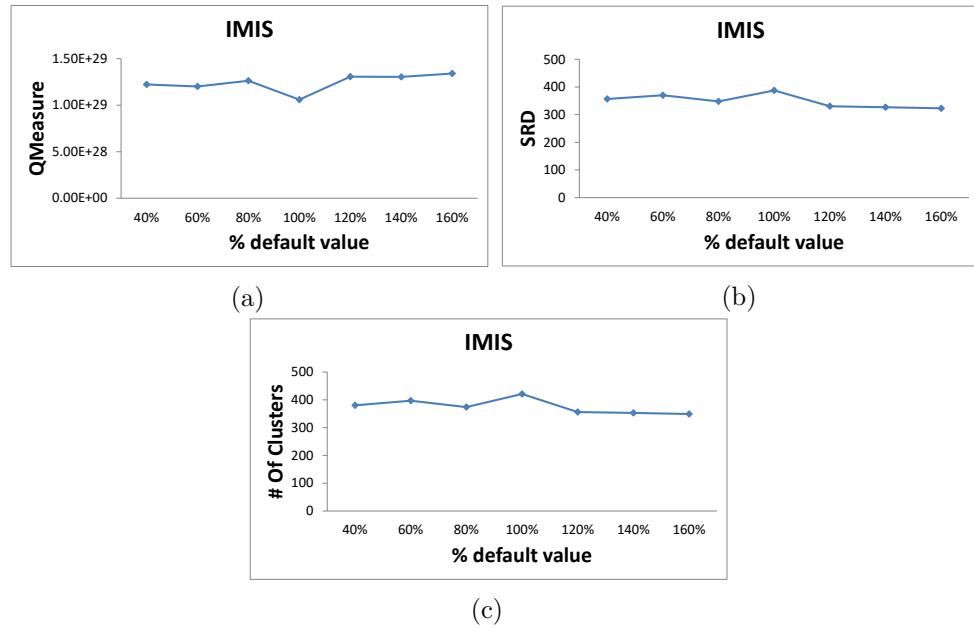 IMIS
1.50E+29
1.00E+29
5.00E+28
0.00E+00
QMeasure
40% 60% 80% 100% 120% 140% 160%
% default value
(a)
IMIS
500
400
300
200
100
0
SRD
40% 60% 80% 100% 120% 140% 160%
% default value
(b)
IMIS
500
400
300
200
100
0
# Of Clusters
40% 60% 80% 100% 120% 140% 160%
% default value
(c)